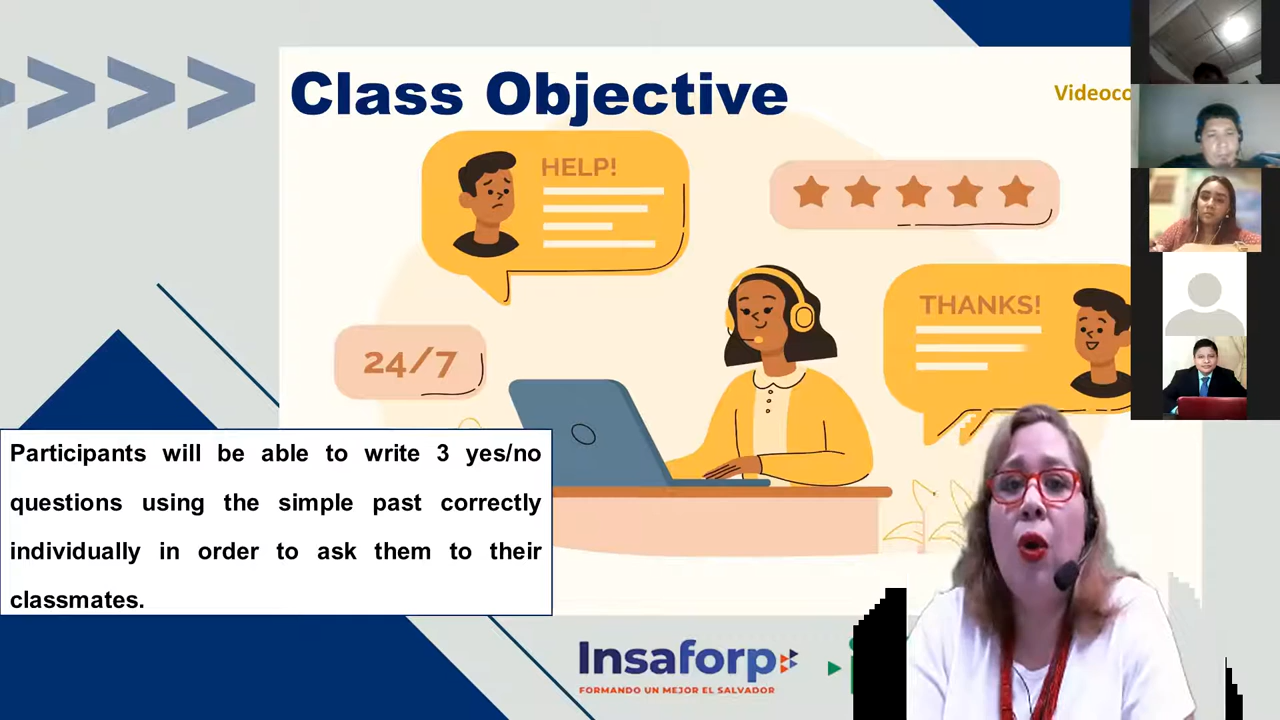 Class Objective
HELP!
24/7
THANKS!
Participants will be able to write 3 yes/no
questions using the simple past correctly
individually in order to ask them to their
classmates.
Insaforp
FORMANDO UN MEJOR EL SALVADOR